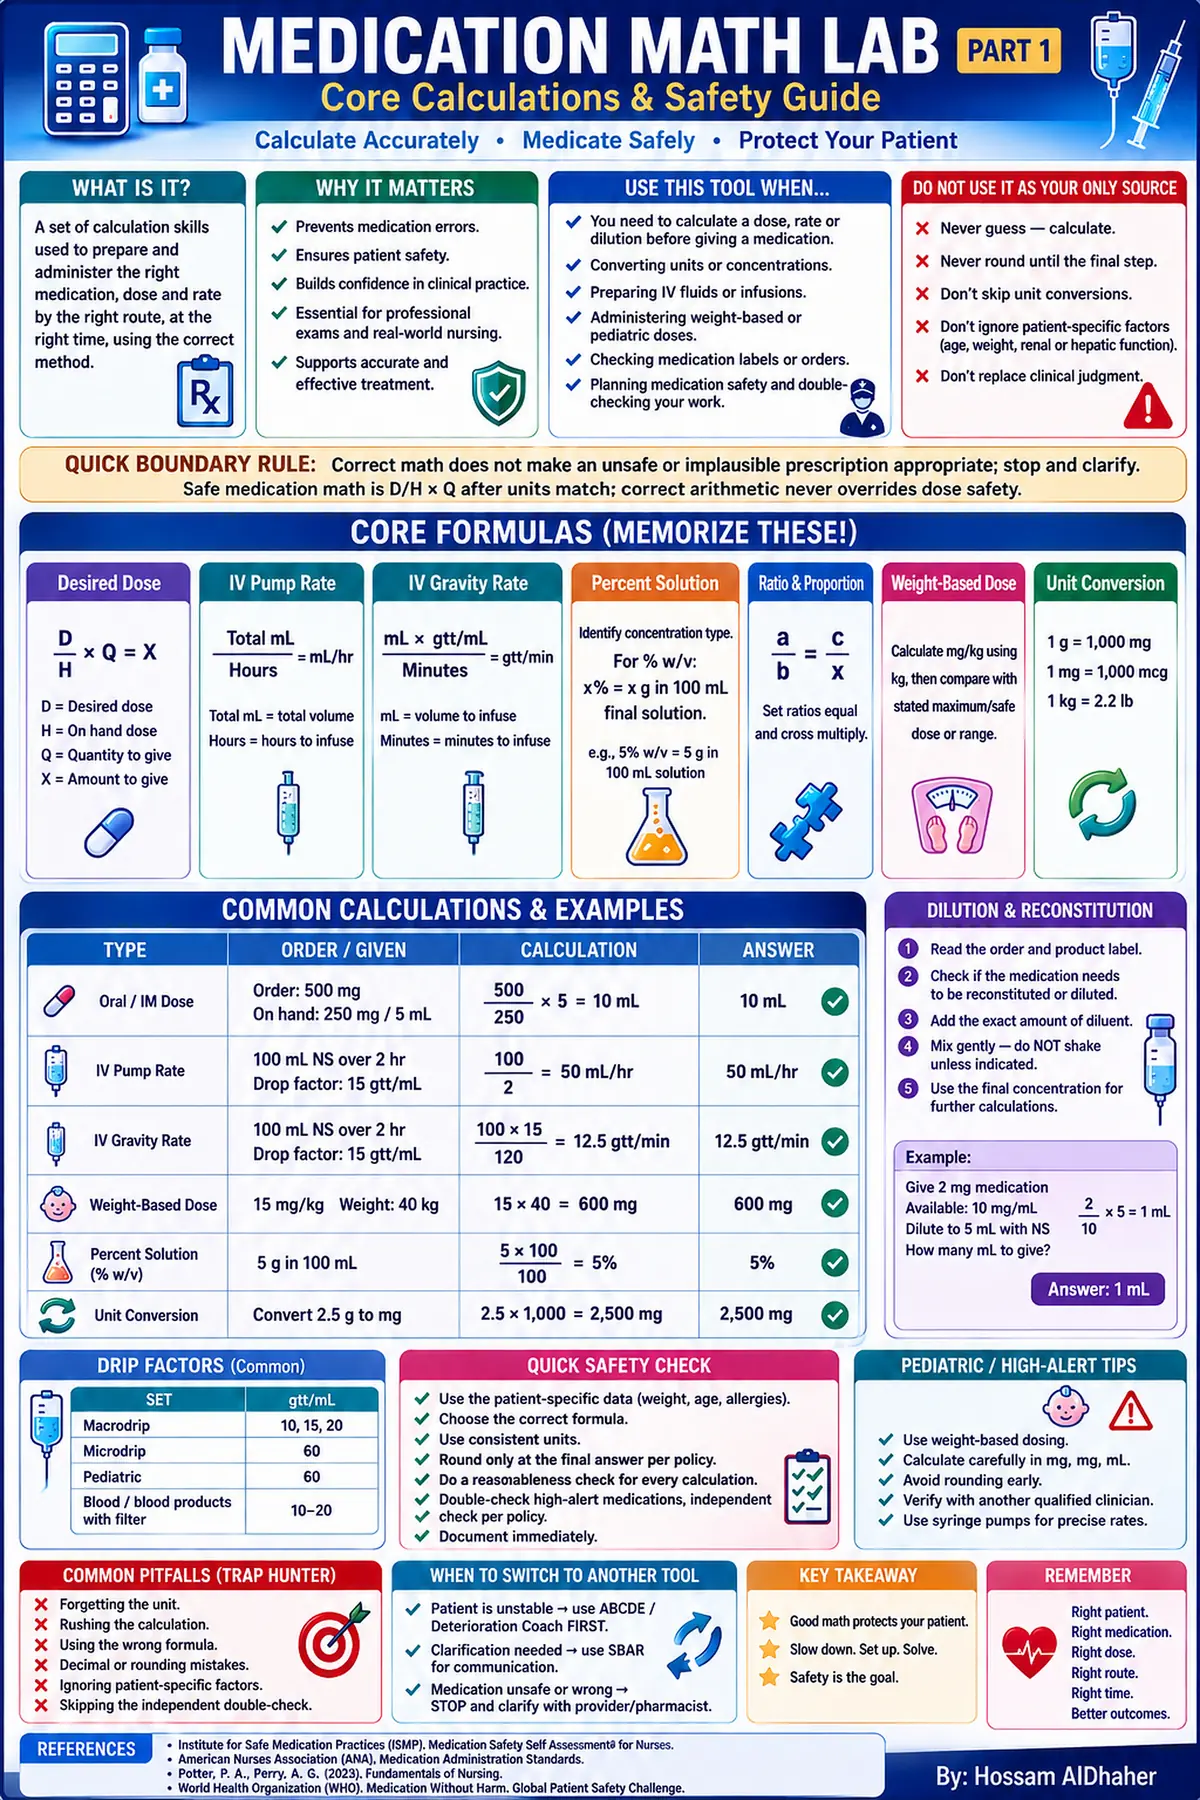 MEDICATION MATH LAB
PART 1
Core Calculations & Safety Guide
Calculate Accurately • Medicate Safely • Protect Your Patient
WHAT IS IT?
A set of calculation skills
used to prepare and
administer the right
medication, dose and rate
by the right route, at the
right time, using the correct
method.
Rx
WHY IT MATTERS
Prevents medication errors.
Ensures patient safety.
Builds confidence in clinical practice.
Essential for professional
exams and real-world nursing.
Supports accurate and
effective treatment.
USE THIS TOOL WHEN...
You need to calculate a dose, rate or
dilution before giving a medication.
Converting units or concentrations.
Preparing IV fluids or infusions.
Administering weight-based or
pediatric doses.
Checking medication labels or orders.
Planning medication safety and double-
checking your work.
DO NOT USE IT AS YOUR ONLY SOURCE
Never guess — calculate.
Never round until the final step.
Don't skip unit conversions.
Don't ignore patient-specific factors
(age, weight, renal or hepatic function).
Don't replace clinical judgment.
QUICK BOUNDARY RULE: Correct math does not make an unsafe or implausible prescription appropriate; stop and clarify.
Safe medication math is D/H × Q after units match; correct arithmetic never overrides dose safety.
CORE FORMULAS (MEMORIZE THESE!)
Desired Dose
D
H
× Q = X
D = Desired dose
H = On hand dose
Q = Quantity to give
X = Amount to give
IV Pump Rate
Total mL
Hours
= mL/hr
Total mL = total volume
Hours = hours to infuse
IV Gravity Rate
mL × gtt/mL
Minutes
= gtt/min
mL = volume to infuse
Minutes = minutes to infuse
Percent Solution
Identify concentration type.
For % w/v:
x% = x g in 100 mL
final solution.
e.g., 5% w/v = 5 g in
100 mL solution
Ratio & Proportion
a = c
b x
Set ratios equal
and cross multiply.
Weight-Based Dose
Calculate mg/kg using
kg, then compare with
stated maximum/safe
dose or range.
Unit Conversion
1 g = 1,000 mg
1 mg = 1,000 mcg
1 kg = 2.2 lb
COMMON CALCULATIONS & EXAMPLES
TYPE ORDER / GIVEN CALCULATION ANSWER
Oral / IM Dose
Order: 500 mg
On hand: 250 mg / 5 mL
500
250
× 5 = 10 mL
10 mL
IV Pump Rate
100 mL NS over 2 hr
Drop factor: 15 gtt/mL
100
2
= 50 mL/hr
50 mL/hr
IV Gravity Rate
100 mL NS over 2 hr
Drop factor: 15 gtt/mL
100 × 15
120
= 12.5 gtt/min
12.5 gtt/min
Weight-Based Dose
15 mg/kg Weight: 40 kg
15 × 40 = 600 mg
600 mg
Percent Solution
(% w/v)
5 g in 100 mL
5 × 100
100
= 5%
5%
Unit Conversion
Convert 2.5 g to mg
2.5 × 1,000 = 2,500 mg
2,500 mg
DILUTION & RECONSTITUTION
1 Read the order and product label.
2 Check if the medication needs
to be reconstituted or diluted.
3 Add the exact amount of diluent.
4 Mix gently — do NOT shake
unless indicated.
5 Use the final concentration for
further calculations.
Example:
Give 2 mg medication
Available: 10 mg/mL
Dilute to 5 mL with NS
How many mL to give?
2
10
× 5 = 1 mL
Answer: 1 mL
DRIP FACTORS (Common)
SET gtt/mL
Macrodrip 10, 15, 20
Microdrip 60
Pediatric 60
Blood / blood products
with filter
10–20
QUICK SAFETY CHECK
Use the patient-specific data (weight, age, allergies).
Choose the correct formula.
Use consistent units.
Round only at the final answer per policy.
Do a reasonableness check for every calculation.
Double-check high-alert medications, independent
check per policy.
Document immediately.
PEDIATRIC / HIGH-ALERT TIPS
Use weight-based dosing.
Calculate carefully in mg, mg, mL.
Avoid rounding early.
Verify with another qualified clinician.
Use syringe pumps for precise rates.
COMMON PITFALLS (TRAP HUNTER)
Forgetting the unit.
Rushing the calculation.
Using the wrong formula.
Decimal or rounding mistakes.
Ignoring patient-specific factors.
Skipping the independent double-check.
WHEN TO SWITCH TO ANOTHER TOOL
Patient is unstable → use ABCDE /
Deterioration Coach FIRST.
Clarification needed → use SBAR
for communication.
Medication unsafe or wrong →
STOP and clarify with provider/pharmacist.
KEY TAKEAWAY
Good math protects your patient.
Slow down. Set up. Solve.
Safety is the goal.
REMEMBER
Right patient.
Right medication.
Right dose.
Right route.
Right time.
Better outcomes.
REFERENCES
• Institute for Safe Medication Practices (ISMP). Medication Safety Self Assessment® for Nurses.
• American Nurses Association (ANA), Medication Administration Standards.
• Potter, P. A., Perry, A. G. (2023). Fundamentals of Nursing.
• World Health Organization (WHO). Medication Without Harm. Global Patient Safety Challenge.
By: Hossam AlDhaher